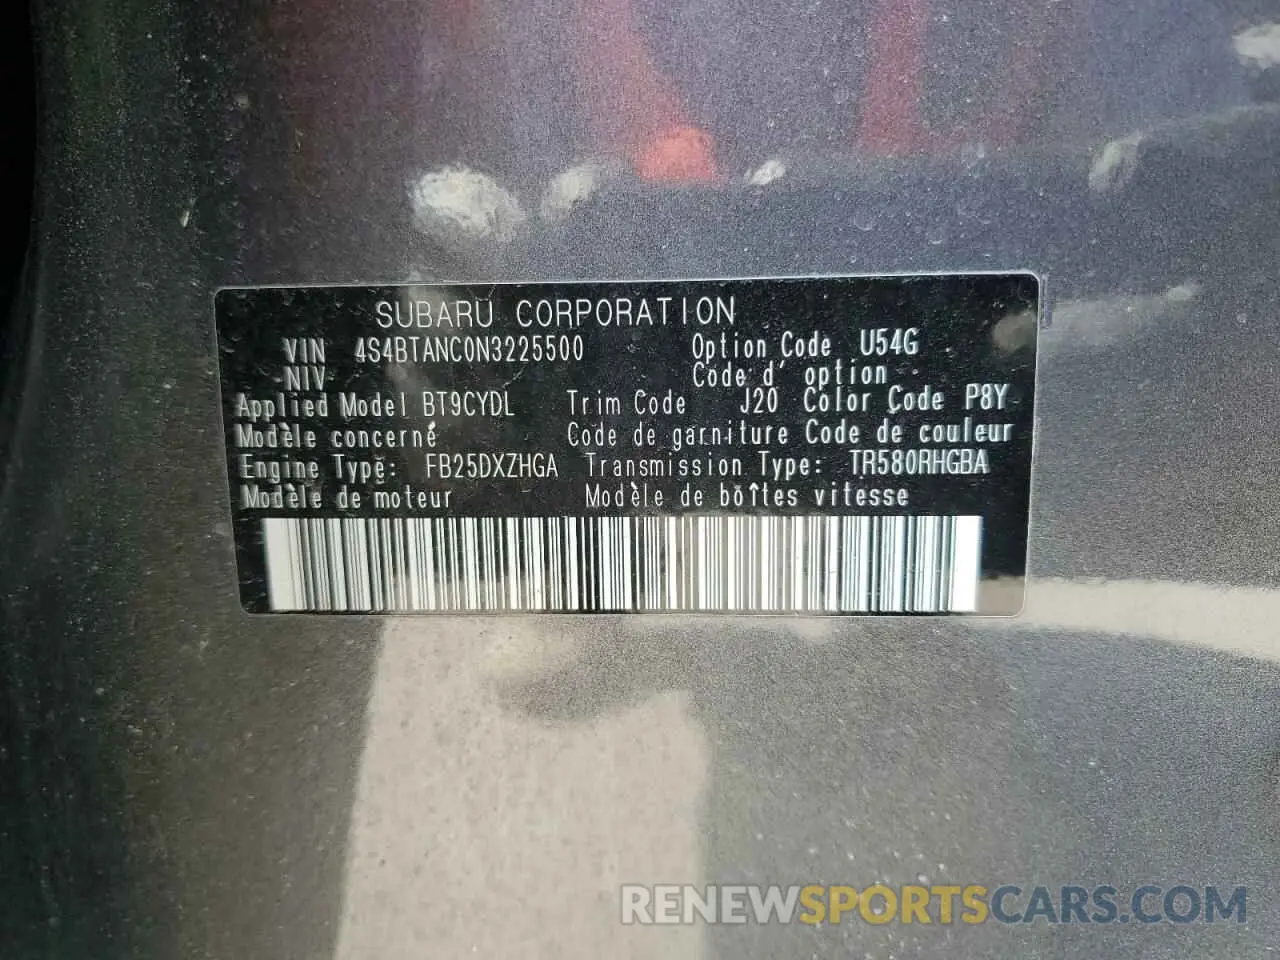 SUBARU CORPORATION
VIN 4S4BTANC0N3225500 Option Code U54G
NIV Code d' option
Applied Model BT9CYDL Trim Code J20 Color Code P8Y
Modèle concerné Code de garniture Code de couleur
Engine Type: FB25DXZHGA Transmission Type: TR580RHGBA
Modèle de moteur Modèle de bõîtes vitesse
RENEWSPORTSCARS.COM